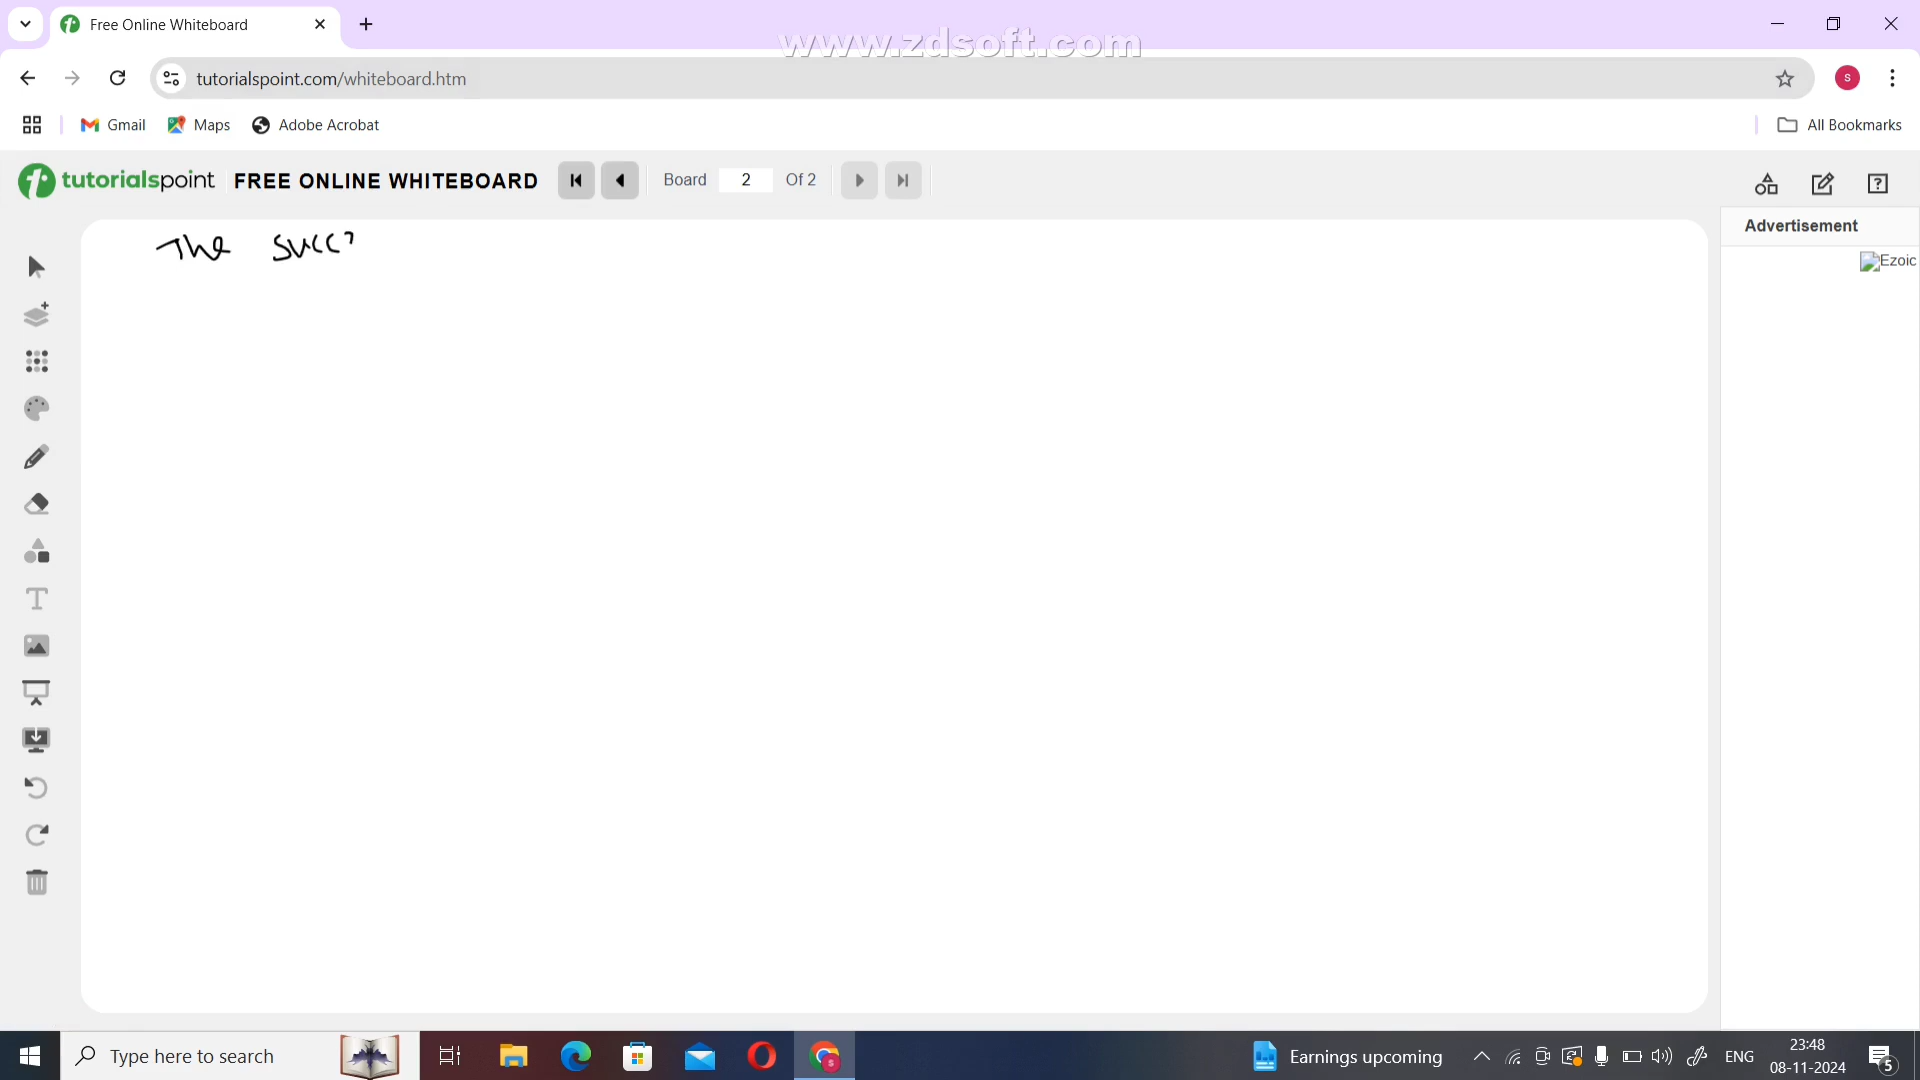 Free Online Whiteboard
www.zdsoft.com
tutorialspoint.com/whiteboard.htm
S
Gmail
Maps
Adobe Acrobat
All Bookmarks
tutorialspoint
FREE ONLINE WHITEBOARD
Board 2 Of 2
Advertisement
Ezoic
The
Type here to search
Earnings upcoming
ENG
23:48
08-11-2024
5